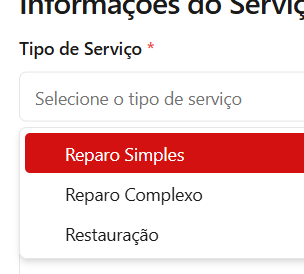 Informações do Serviç
Tipo de Serviço *
Selecione o tipo de serviço
Reparo Simples
Reparo Complexo
Restauração